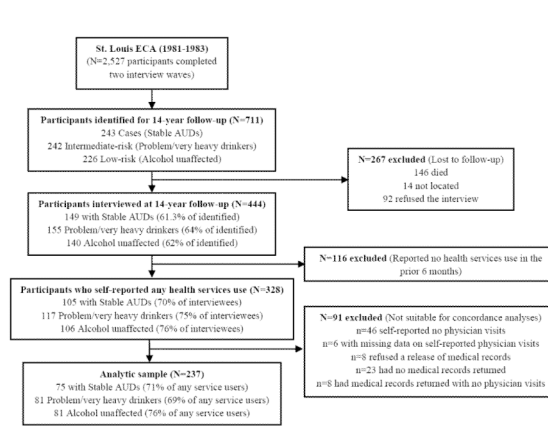 St. Louis ECA (1981-1983)
(N=2,527 participants completed
two interview waves)
Participants identified for 14-year follow-up (N=711)
243 Cases (Stable AUDs)
242 Intermediate-risk (Problem/very heavy drinkers)
226 Low-risk (Alcohol unaffected)
N=267 excluded (Lost to follow-up)
146 died
14 not located
92 refused the interview
Participants interviewed at 14-year follow-up (N=444)
149 with Stable AUDs (61.3% of identified)
155 Problem/very heavy drinkers (64% of identified)
140 Alcohol unaffected (62% of identified)
N=116 excluded (Reported no health services use in the
prior 6 months)
Participants who self-reported any health services use (N=328)
105 with Stable AUDs (70% of interviewees)
117 Problem/very heavy drinkers (75% of interviewees)
106 Alcohol unaffected (76% of interviewees)
N=91 excluded (Not suitable for concordance analyses)
n=46 self-reported no physician visits
n=6 with missing data on self-reported physician visits
n=8 refused a release of medical records
n=23 had no medical records returned
n=8 had medical records returned with no physician visits
Analytic sample (N=237)
75 with Stable AUDs (71% of any service users)
81 Problem/very heavy drinkers (69% of any service users)
81 Alcohol unaffected (76% of any service users)